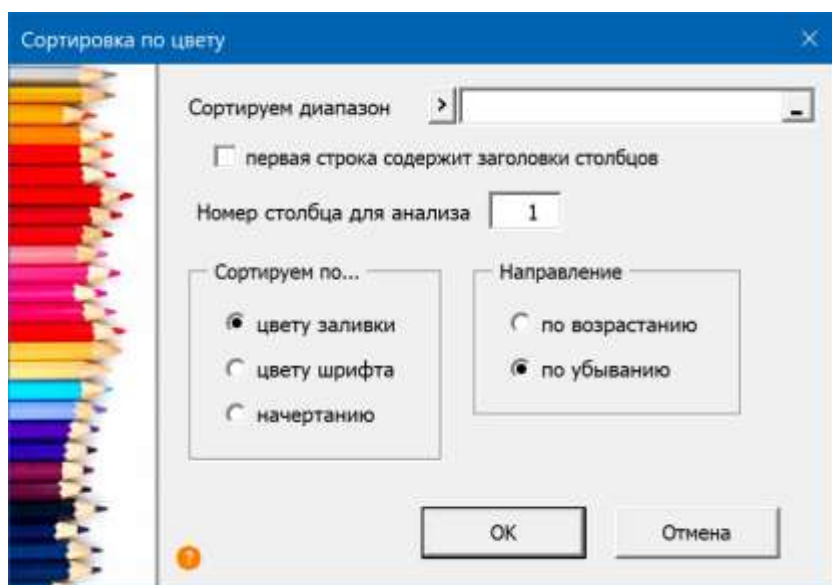 Сортировка по цвету
Сортируем диапазон >
первая строка содержит заголовки столбцов
Номер столбца для анализа 1
Сортируем по...
цвету заливки
цвету шрифта
начертанию
Направление
по возрастанию
по убыванию
?
ОК
Отмена